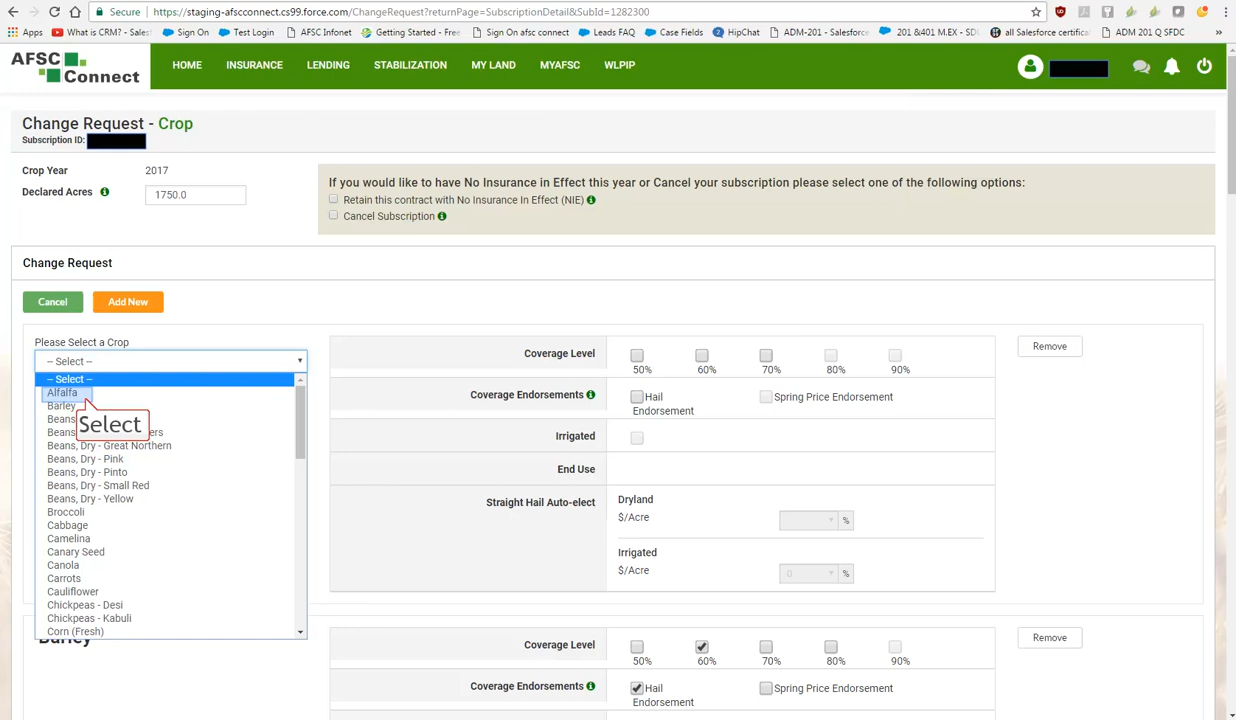 Secure
https://staging-afscconnect.cs99.force.com/ChangeRequest?returnPage=SubscriptionDetail&SubId=1282300
Apps
What is CRM? - Sales
Sign On
Test Login
AFSC Infonet
Getting Started - Fre
Sign On afsc connect
Leads FAQ
Case Fields
HipChat
ADM-201 - Salesforce
201 &401 M.EX - SD
all Salesforce certifica
ADM 201 Q SFDC
»
AFSC
Connect
HOME
INSURANCE
LENDING
STABILIZATION
MY LAND
MYAFSC
WLPIP
Change Request - Crop
Subscription ID:
Crop Year
2017
Declared Acres
1750.0
If you would like to have No Insurance in Effect this year or Cancel your subscription please select one of the following options:
Retain this contract with No Insurance In Effect (NIE)
Cancel Subscription
Change Request
Cancel
Add New
Please Select a Crop
-- Select --
-- Select --
Alfalfa
Barley
Beans
Beans, ers
Beans, Dry - Great Northern
Beans, Dry - Pink
Beans, Dry - Pinto
Beans, Dry - Small Red
Beans, Dry - Yellow
Broccoli
Cabbage
Camelina
Canary Seed
Canola
Carrots
Cauliflower
Chickpeas - Desi
Chickpeas - Kabuli
Corn (Fresh)
Select
Coverage Level
50%
60%
70%
80%
90%
Coverage Endorsements
Hail
Endorsement
Spring Price Endorsement
Irrigated
End Use
Straight Hail Auto-elect
Dryland
$/Acre
%
Irrigated
$/Acre
0
%
Remove
Barley
Coverage Level
50%
60%
70%
80%
90%
Coverage Endorsements
Hail
Endorsement
Spring Price Endorsement
Remove